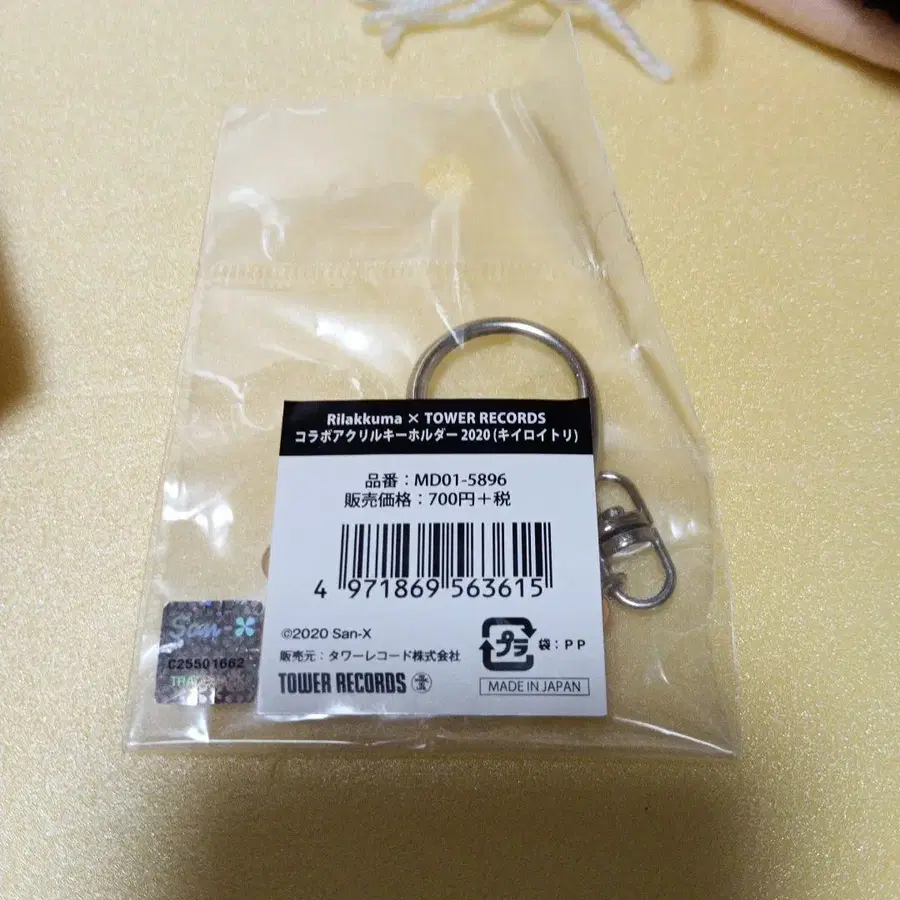 Rilakkuma × TOWER RECORDS
コラボアクリルキーホルダー 2020 (キイロイトリ)
品番：MD01-5896
販売価格：700円＋税
4 971869 563615
©2020 San-X
販売元：タワーレコード株式会社
プラ
袋：PP
TOWER RECORDS
MADE IN JAPAN
San-X
C25501662